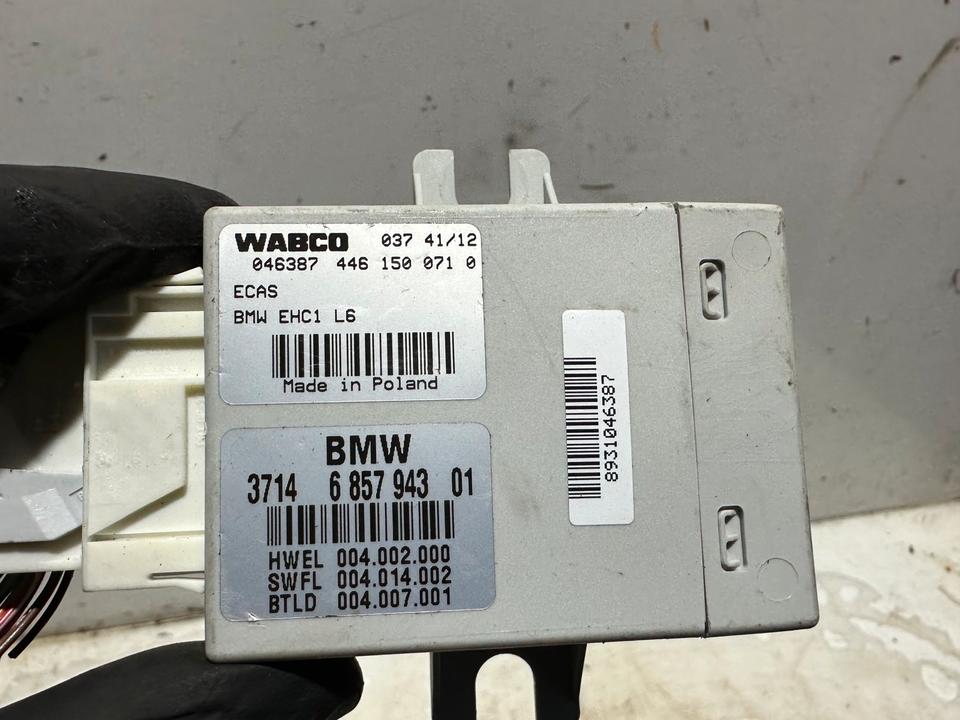 WABCO 037 41/12
046387 446 150 071 0
ECAS
BMW EHC1 L6
Made in Poland
BMW
3714 6 857 943 01
HWEL 004.002.000
SWFL 004.014.002
BTLD 004.007.001
8931046387